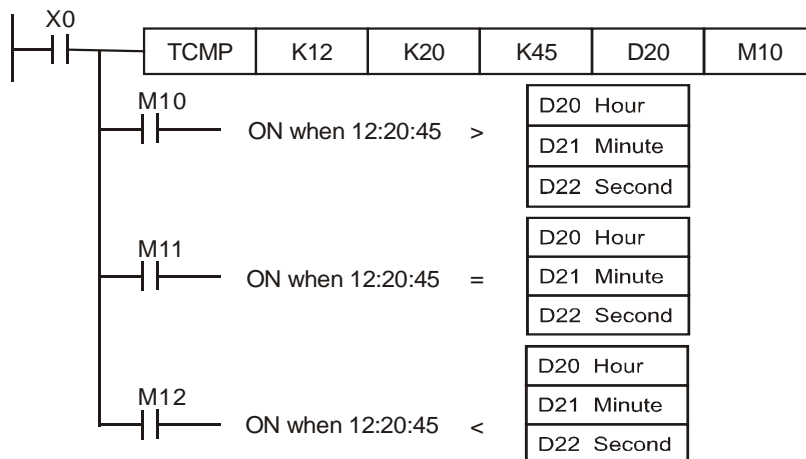 X0
TCMP K12 K20 K45 D20 M10
M10
ON when 12:20:45 >
D20 Hour
D21 Minute
D22 Second
M11
ON when 12:20:45 =
D20 Hour
D21 Minute
D22 Second
M12
ON when 12:20:45 <
D20 Hour
D21 Minute
D22 Second